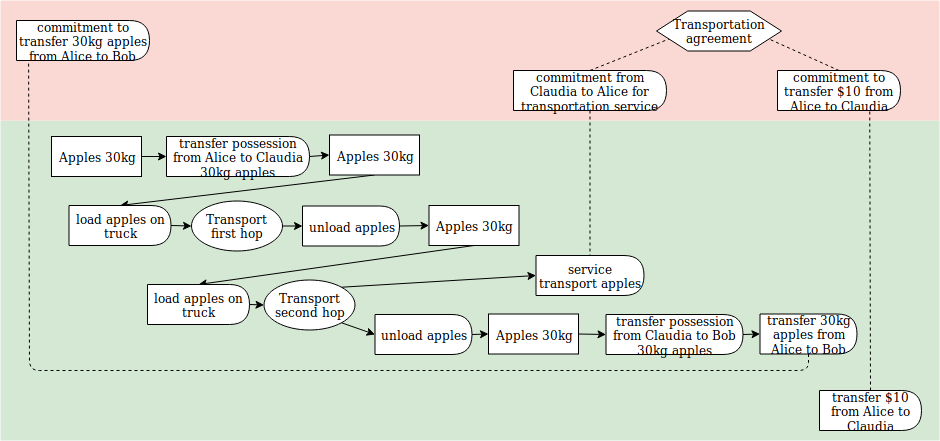 commitment to
transfer 30kg apples
from Alice to Bob
Transportation
agreement
commitment from
Claudia to Alice for
transportation service
commitment to
transfer $10 from
Alice to Claudia
Apples 30kg
transfer possession
from Alice to Claudia
30kg apples
Apples 30kg
load apples on
truck
Transport
first hop
unload apples
Apples 30kg
load apples on
truck
Transport
second hop
service
transport apples
unload apples
Apples 30kg
transfer possession
from Claudia to Bob
30kg apples
transfer 30kg
apples from
Alice to Bob
transfer $10
from Alice to
Claudia